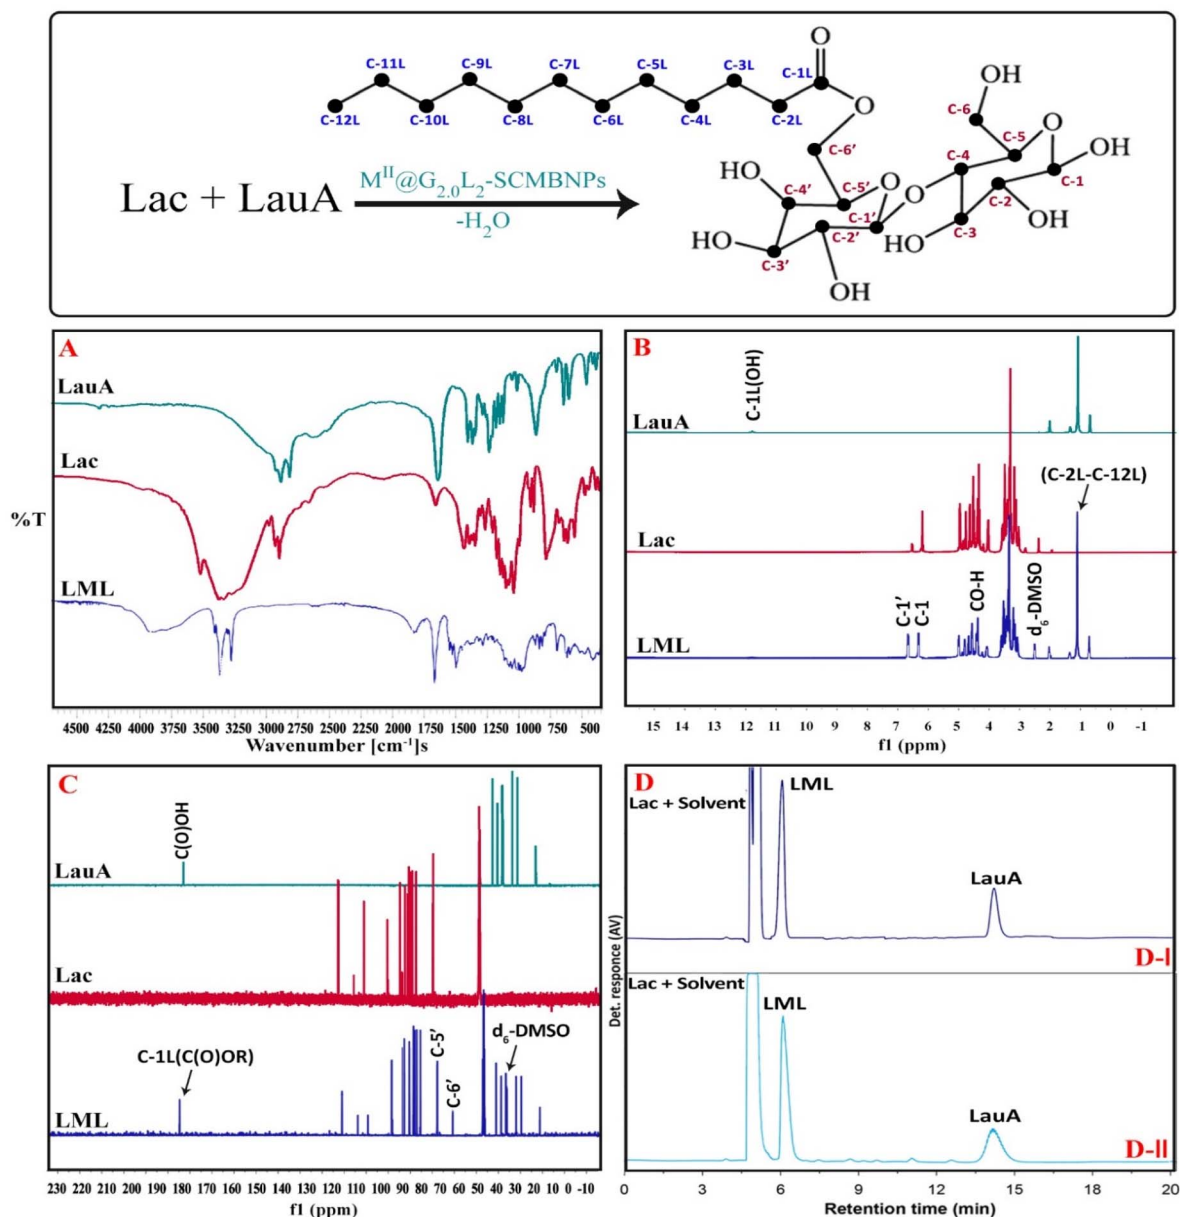 C-11L C-9L C-7L C-5L C-3L C-1L O
C-12L C-10L C-8L C-6L C-4L C-2L O
OH
C-6
C-5 O
C-6' C-4 OH
C-1
HO O C-2
C-4' C-5' O
C-1' OH
HO C-2' HO C-3
C-3'
OH
Lac + LauA
M^II@G2.0L2-SCMBNPs
-H2O
A
LauA
Lac
%T
LML
4500 3750 3000 2500 2000 1750 1500 1250 1000 750 500
Wavenumber [cm-1]s
B
C-1L(OH)
LauA
(C-2L-C-12L)
Lac
C-1'
C-1
CO-H
d6-DMSO
LML
15 14 13 12 11 10 9 8 7 6 5 4 3 2 1 0 -1
f1 (ppm)
C
C(O)OH
LauA
Lac
C-1L(C(O)OR)
C-5'
C-6'
d6-DMSO
LML
230 220 210 200 190 180 170 160 150 140 130 120 110 100 90 80 70 60 50 40 30 20 10 0 -10
f1 (ppm)
D
Lac + Solvent
LML
LauA
D-I
Det. responce (AV)
Lac + Solvent
LML
LauA
D-II
0 3 6 9 12 15 20
Retention time (min)